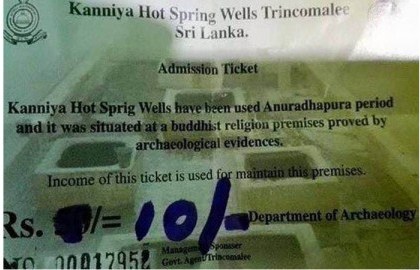 Kanniya Hot Spring Wells Trincomalee
Sri Lanka.
Admission Ticket
Kanniya Hot Sprig Wells have been used Anuradhapura period
and it was situated at a buddhist religion premises proved by
archaeological evidences.
Income of this ticket is used for maintain this premises.
Rs. /= 10/- Department of Archaeology
Govt. Agent/Trincomalee